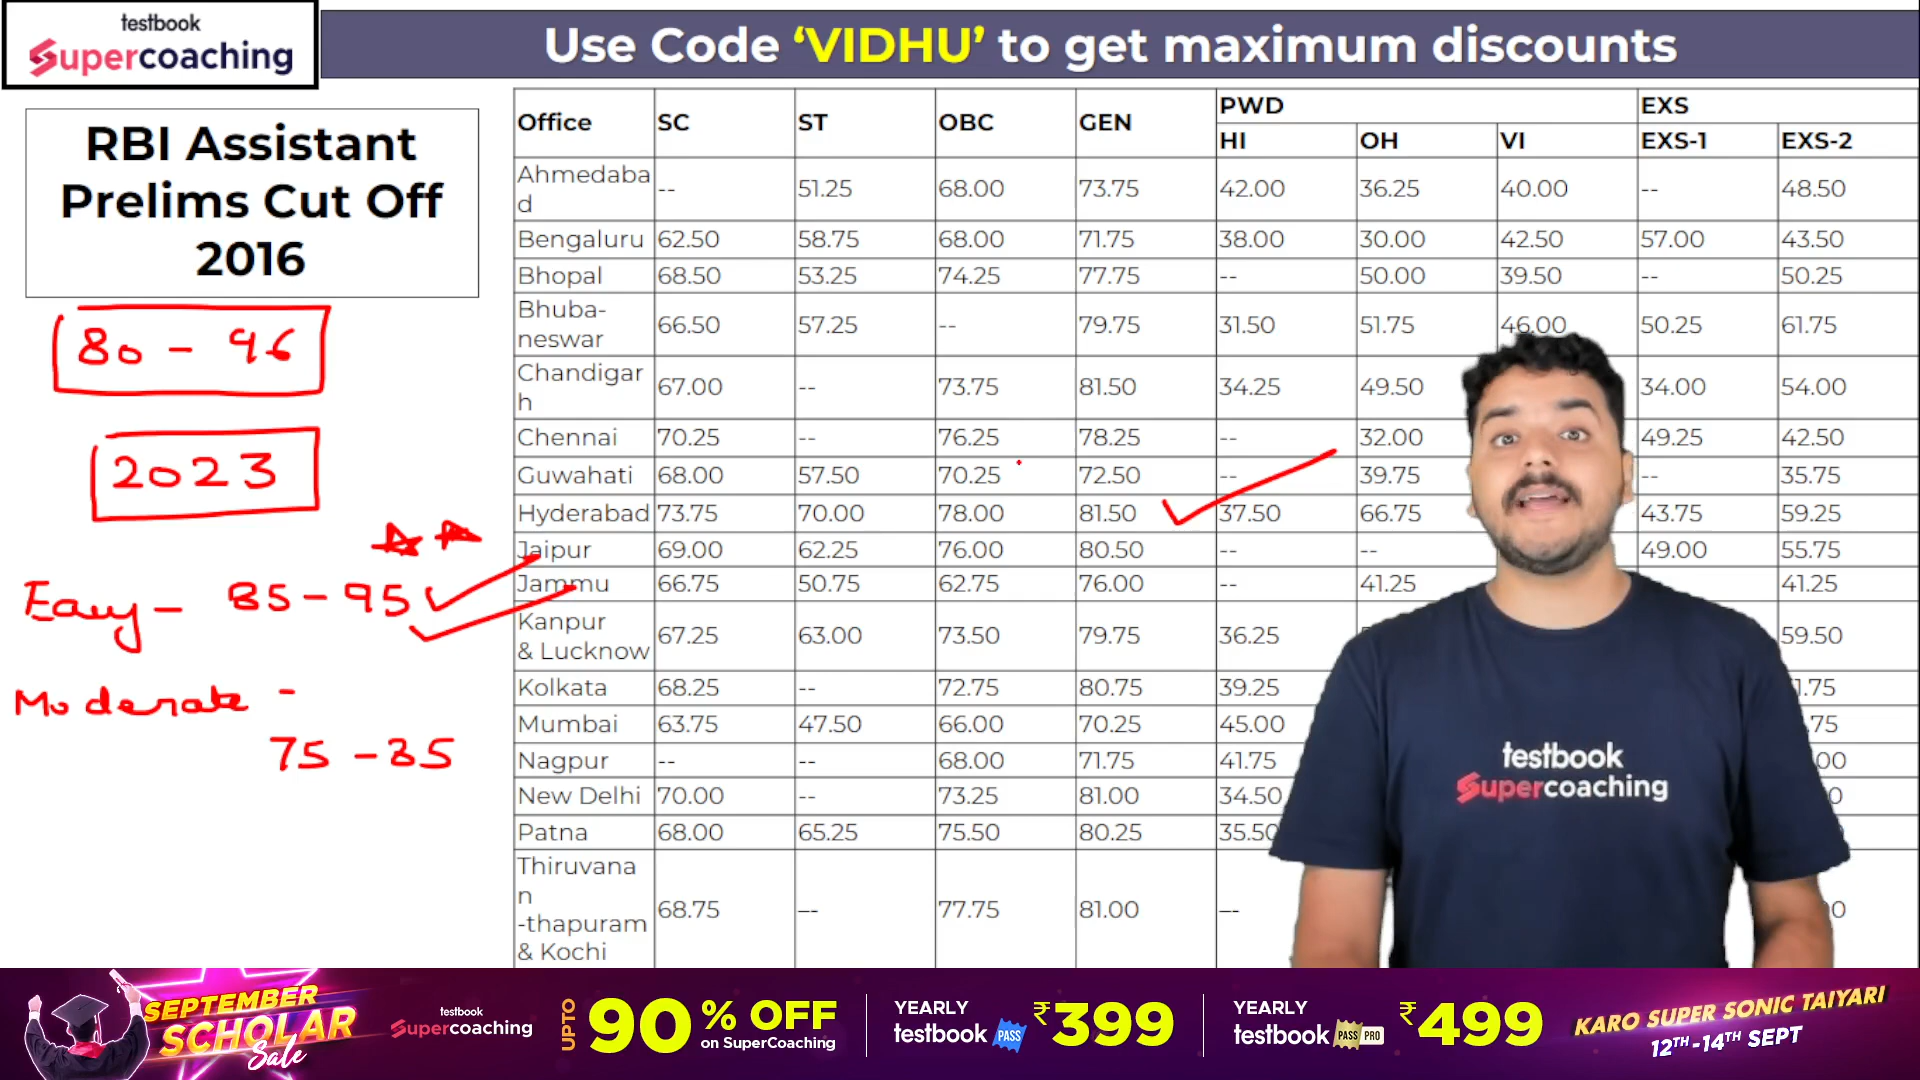 testbook
Supercoaching
Use Code ‘VIDHU’ to get maximum discounts
RBI Assistant
Prelims Cut Off
2016
80 - 96
2023
Easy - 85 - 95
Moderate -
75 - 85
Office SC ST OBC GEN PWD EXS
HI OH VI EXS-1 EXS-2
Ahmedaba
d -- 51.25 68.00 73.75 42.00 36.25 40.00 -- 48.50
Bengaluru 62.50 58.75 68.00 71.75 38.00 30.00 42.50 57.00 43.50
Bhopal 68.50 53.25 74.25 77.75 -- 50.00 39.50 -- 50.25
Bhuba-
neswar 66.50 57.25 -- 79.75 31.50 51.75 46.00 50.25 61.75
Chandigar
h 67.00 -- 73.75 81.50 34.25 49.50 34.00 54.00
Chennai 70.25 -- 76.25 78.25 -- 32.00 49.25 42.50
Guwahati 68.00 57.50 70.25 72.50 -- 39.75 -- 35.75
Hyderabad 73.75 70.00 78.00 81.50 37.50 66.75 43.75 59.25
Jaipur 69.00 62.25 76.00 80.50 -- -- 49.00 55.75
Jammu 66.75 50.75 62.75 76.00 -- 41.25 41.25
Kanpur
& Lucknow 67.25 63.00 73.50 79.75 36.25 59.50
Kolkata 68.25 -- 72.75 80.75 39.25
Mumbai 63.75 47.50 66.00 70.25 45.00
Nagpur -- -- 68.00 71.75 41.75
New Delhi 70.00 -- 73.25 81.00 34.50
Patna 68.00 65.25 75.50 80.25 35.50
Thiruvana
n
-thapuram
& Kochi 68.75 -- 77.75 81.00 --
testbook
Supercoaching
SEPTEMBER
SCHOLAR
Sale
testbook
Supercoaching
UPTO 90% OFF
on SuperCoaching
YEARLY
testbook PASS ₹399
YEARLY
testbook PASS PRO ₹499
KARO SUPER SONIC TAIYARI
12TH-14TH SEPT